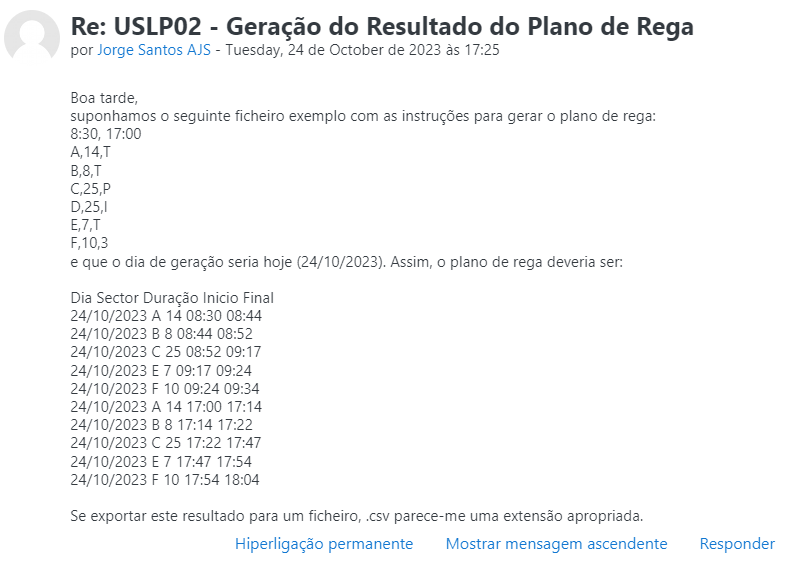 Re: USLP02 - Geração do Resultado do Plano de Rega
por Jorge Santos AJS - Tuesday, 24 de October de 2023 às 17:25
Boa tarde,
suponhamos o seguinte ficheiro exemplo com as instruções para gerar o plano de rega:
8:30, 17:00
A,14,T
B,8,T
C,25,P
D,25,I
E,7,T
F,10,3
e que o dia de geração seria hoje (24/10/2023). Assim, o plano de rega deveria ser:
Dia Sector Duração Inicio Final
24/10/2023 A 14 08:30 08:44
24/10/2023 B 8 08:44 08:52
24/10/2023 C 25 08:52 09:17
24/10/2023 E 7 09:17 09:24
24/10/2023 F 10 09:24 09:34
24/10/2023 A 14 17:00 17:14
24/10/2023 B 8 17:14 17:22
24/10/2023 C 25 17:22 17:47
24/10/2023 E 7 17:47 17:54
24/10/2023 F 10 17:54 18:04
Se exportar este resultado para um ficheiro, .csv parece-me uma extensão apropriada.
Hiperligação permanente Mostrar mensagem ascendente Responder